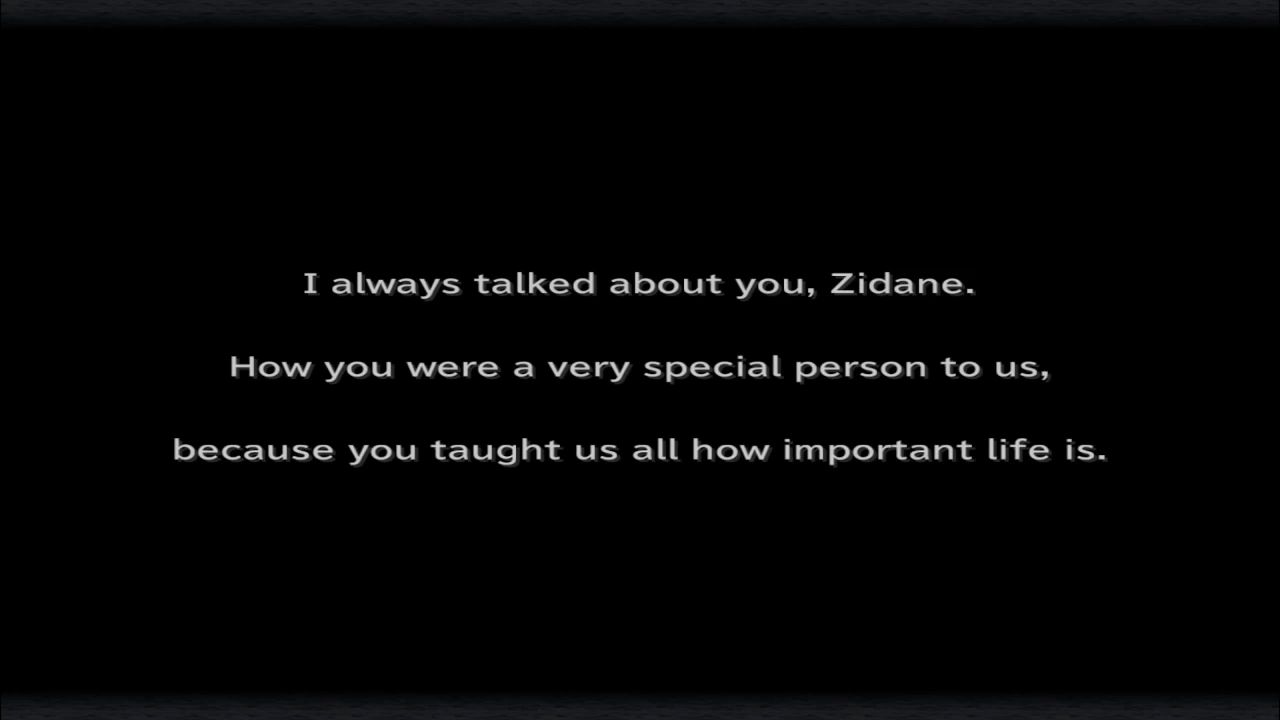 I always talked about you, Zidane.
How you were a very special person to us,
because you taught us all how important life is.